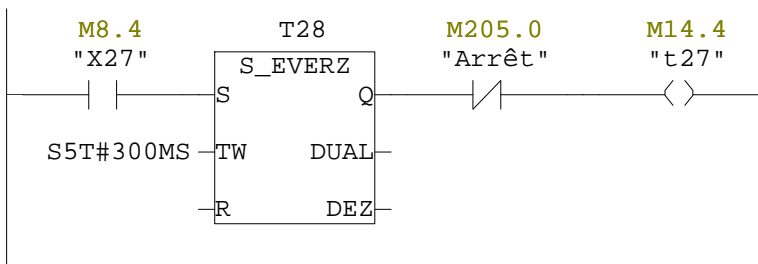 M8.4 T28 M205.0 M14.4
"X27" S_EVERZ "Arrêt" "t27"
S Q
S5T#300MS TW DUAL
R DEZ